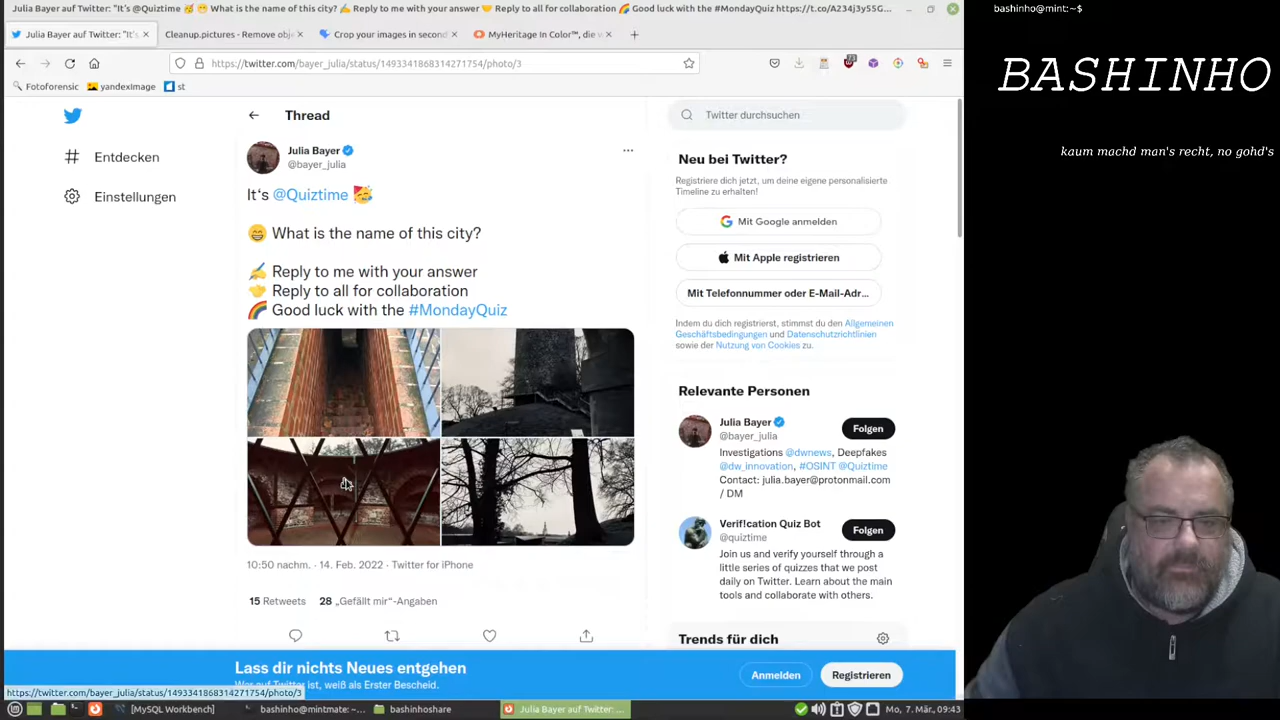 Julia Bayer auf Twitter: "It's @Quiztime 🥳 😁 What is the name of this city? ✍️ Reply to me with your answer 🤝 Reply to all for collaboration 🌈 Good luck with the #MondayQuiz https://t.co/A234j3y55G...
bashinho@mint:~$
Julia Bayer auf Twitter: "It's
Cleanup.pictures - Remove obje
Crop your images in second
MyHeritage In Color™, die w
https://twitter.com/bayer_julia/status/1493341868314271754/photo/3
Fotoforensic
yandexImage
st
BASHINHO
kaum machd man's recht, no gohd's
Thread
Twitter durchsuchen
Entdecken
Einstellungen
Julia Bayer
@bayer_julia
It's @Quiztime 🥳
😁 What is the name of this city?
✍️ Reply to me with your answer
🤝 Reply to all for collaboration
🌈 Good luck with the #MondayQuiz
10:50 nachm. · 14. Feb. 2022 · Twitter for iPhone
15 Retweets 28 „Gefällt mir“-Angaben
Neu bei Twitter?
Registriere dich jetzt, um deine eigene personalisierte
Timeline zu erhalten!
Mit Google anmelden
Mit Apple registrieren
Mit Telefonnummer oder E-Mail-Adr...
Indem du dich registrierst, stimmst du den Allgemeinen
Geschäftsbedingungen und Datenschutzrichtlinien
sowie der Nutzung von Cookies zu.
Relevante Personen
Julia Bayer
@bayer_julia
Folgen
Investigations @dwnews, Deepfakes
@dw_innovation, #OSINT @Quiztime
Contact: julia.bayer@protonmail.com
/ DM
Verif!cation Quiz Bot
@quiztime
Folgen
Join us and verify yourself through a
little series of quizzes that we post
daily on Twitter. Learn about the main
tools and collaborate with others.
Trends für dich
Lass dir nichts Neues entgehen
Wer auf Twitter ist, weiß als Erster Bescheid.
Anmelden
Registrieren
https://twitter.com/bayer_julia/status/1493341868314271754/photo/3
[MySQL Workbench]
bashinho@mintmate: ~...
bashinhoshare
Julia Bayer auf Twitter: ...
Mo, 7. Mär., 09:43